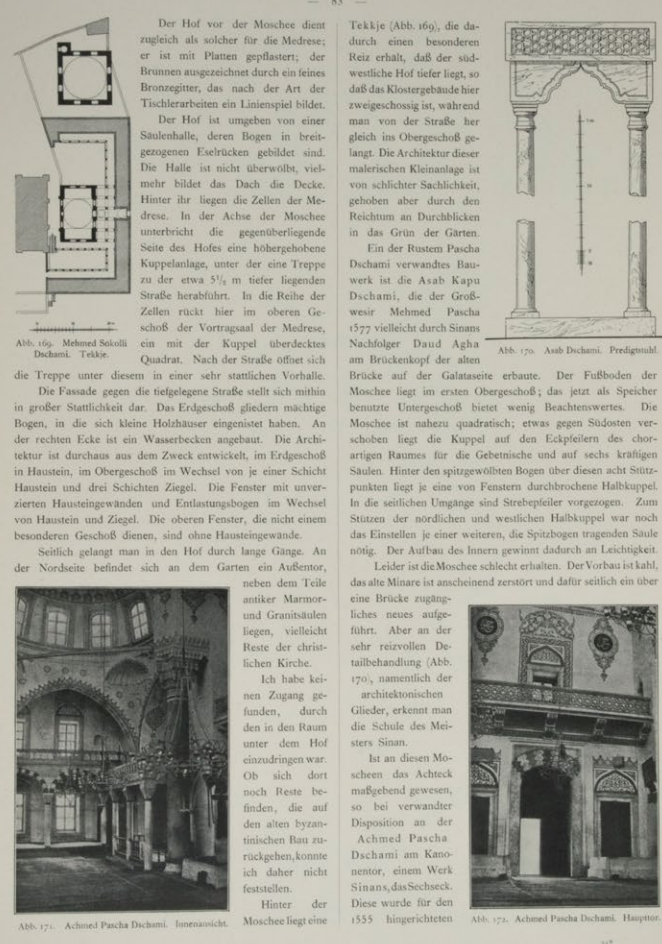 — 83 —
Der Hof vor der Moschee dient
zugleich als solcher für die Medrese;
er ist mit Platten gepflastert; der
Brunnen ausgezeichnet durch ein feines
Bronzegitter, das nach der Art der
Tischlerarbeiten ein Linienspiel bildet.
Der Hof ist umgeben von einer
Säulenhalle, deren Bogen in breit-
gezogenen Eselrücken gebildet sind.
Die Halle ist nicht überwölbt, viel-
mehr bildet das Dach die Decke.
Hinter ihr liegen die Zellen der Me-
drese. In der Achse der Moschee
unterbricht die gegenüberliegende
Seite des Hofes eine höhergehobene
Kuppelanlage, unter der eine Treppe
zu der etwa 5½ m tiefer liegenden
Straße herabführt. In die Reihe der
Zellen rückt hier im oberen Ge-
schoß der Vortragsaal der Medrese,
ein mit der Kuppel überdecktes
Quadrat. Nach der Straße öffnet sich
Abb. 169. Mehmed Sokolli
Dschami. Tekkje.
die Treppe unter diesem in einer sehr stattlichen Vorhalle.
Die Fassade gegen die tiefgelegene Straße stellt sich mithin
in großer Stattlichkeit dar. Das Erdgeschoß gliedern mächtige
Bogen, in die sich kleine Holzhäuser eingenistet haben. An
der rechten Ecke ist ein Wasserbecken angebaut. Die Archi-
tektur ist durchaus aus dem Zweck entwickelt, im Erdgeschoß
in Haustein, im Obergeschoß im Wechsel von je einer Schicht
Haustein und drei Schichten Ziegel. Die Fenster mit unver-
zierten Hausteingewänden und Entlastungsbogen im Wechsel
von Haustein und Ziegel. Die oberen Fenster, die nicht einem
besonderen Geschoß dienen, sind ohne Hausteingewände.
Seitlich gelangt man in den Hof durch lange Gänge. An
der Nordseite befindet sich an dem Garten ein Außentor,
neben dem Teile
antiker Marmor-
und Granitsäulen
liegen, vielleicht
Reste der christ-
lichen Kirche.
Ich habe kei-
nen Zugang ge-
funden, durch
den in den Raum
unter dem Hof
einzudringen war.
Ob sich dort
noch Reste be-
finden, die auf
den alten byzan-
tinischen Bau zu-
rückgehen, konnte
ich daher nicht
feststellen.
Hinter der
Moschee liegt eine
Abb. 171. Achmed Pascha Dschami. Innenansicht.
Tekkje (Abb. 169), die da-
durch einen besonderen
Reiz erhält, daß der süd-
westliche Hof tiefer liegt, so
daß das Klostergebäude hier
zweigeschossig ist, während
man von der Straße her
gleich ins Obergeschoß ge-
langt. Die Architektur dieser
malerischen Kleinanlage ist
von schlichter Sachlichkeit,
gehoben aber durch den
Reichtum an Durchblicken
in das Grün der Gärten.
Ein der Rustem Pascha
Dschami verwandtes Bau-
werk ist die Asab Kapu
Dschami, die der Groß-
wesir Mehmed Pascha
1577 vielleicht durch Sinans
Nachfolger Daud Agha
am Brückenkopf der alten
Abb. 170. Asab Dschami. Predigtstuhl.
Brücke auf der Galataseite erbaute. Der Fußboden der
Moschee liegt im ersten Obergeschoß; das jetzt als Speicher
benutzte Untergeschoß bietet wenig Beachtenswertes. Die
Moschee ist nahezu quadratisch; etwas gegen Südosten ver-
schoben liegt die Kuppel auf den Eckpfeilern des chor-
artigen Raumes für die Gebetnische und auf sechs kräftigen
Säulen. Hinter den spitzgewölbten Bogen über diesen acht Stütz-
punkten liegt je eine von Fenstern durchbrochene Halbkuppel.
In die seitlichen Umgänge sind Strebepfeiler vorgezogen. Zum
Stützen der nördlichen und westlichen Halbkuppel war noch
das Einstellen je einer weiteren, die Spitzbogen tragenden Säule
nötig. Der Aufbau des Innern gewinnt dadurch an Leichtigkeit.
Leider ist die Moschee schlecht erhalten. Der Vorbau ist kahl,
das alte Minare ist anscheinend zerstört und dafür seitlich ein über
eine Brücke zugäng-
liches neues aufge-
führt. Aber an der
sehr reizvollen De-
tailbehandlung (Abb.
170), namentlich der
architektonischen
Glieder, erkennt man
die Schule des Mei-
sters Sinan.
Ist an diesen Mo-
scheen das Achteck
maßgebend gewesen,
so bei verwandter
Disposition an der
Achmed Pascha
Dschami am Kano-
nentor, einem Werk
Sinans, das Sechseck.
Diese wurde für den
1555 hingerichteten
Abb. 172. Achmed Pascha Dschami. Haupttor.